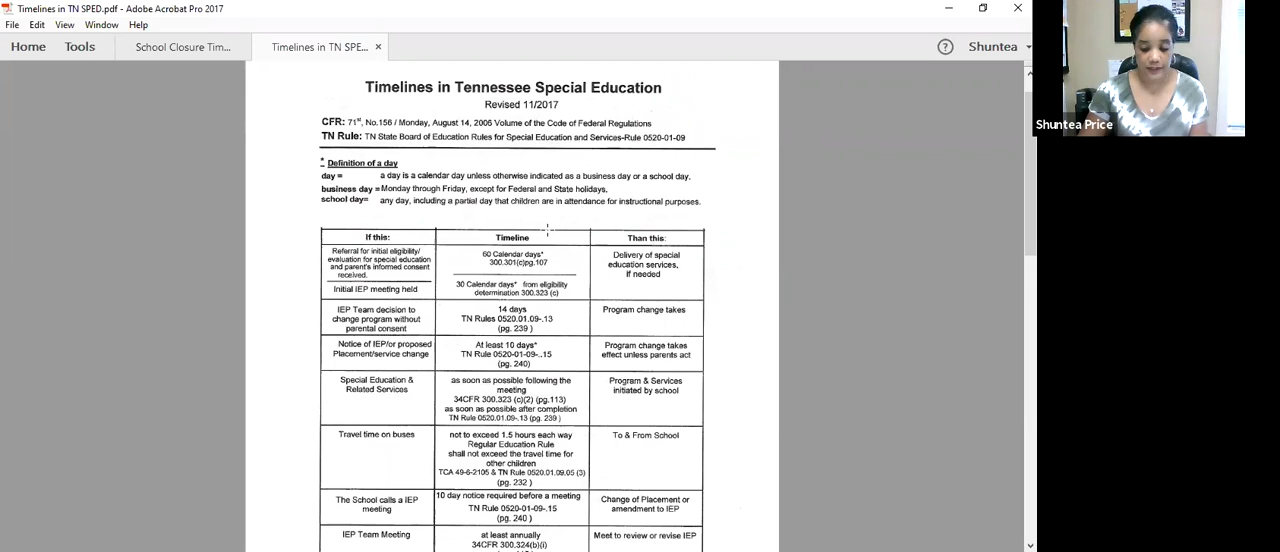 Timelines in TN SPED.pdf - Adobe Acrobat Pro 2017
File Edit View Window Help
Home Tools School Closure Tim... Timelines in TN SPE... × ? Shuntea
Shuntea Price
Timelines in Tennessee Special Education
Revised 11/2017
CFR: 71st, No.156 / Monday, August 14, 2006 Volume of the Code of Federal Regulations
TN Rule: TN State Board of Education Rules for Special Education and Services-Rule 0520-01-09
* Definition of a day
day = a day is a calendar day unless otherwise indicated as a business day or a school day.
business day = Monday through Friday, except for Federal and State holidays.
school day= any day, including a partial day that children are in attendance for instructional purposes.
If this: Timeline Than this:
Referral for initial eligibility/
evaluation for special education
and parent's informed consent
received.
Initial IEP meeting held
60 Calendar days*
300.301(c)pg.107
30 Calendar days* from eligibility
determination 300.323 (c)
Delivery of special
education services,
if needed
IEP Team decision to
change program without
parental consent
14 days
TN Rules 0520.01.09-.13
(pg. 239 )
Program change takes
Notice of IEP/or proposed
Placement/service change
At least 10 days*
TN Rule 0520-01-09-..15
(pg. 240)
Program change takes
effect unless parents act
Special Education &
Related Services
as soon as possible following the
meeting
34CFR 300.323 (c)(2) (pg.113)
as soon as possible after completion
TN Rule 0520.01.09-.13 (pg. 239 )
Program & Services
initiated by school
Travel time on buses
not to exceed 1.5 hours each way
Regular Education Rule
shall not exceed the travel time for
other children
TCA 49-6-2105 & TN Rule 0520.01.09.05 (3)
(pg. 232 )
To & From School
The School calls a IEP
meeting
10 day notice required before a meeting
TN Rule 0520-01-09-.15
(pg. 240 )
Change of Placement or
amendment to IEP
IEP Team Meeting
at least annually
34CFR 300.324(b)(i)
Meet to review or revise IEP